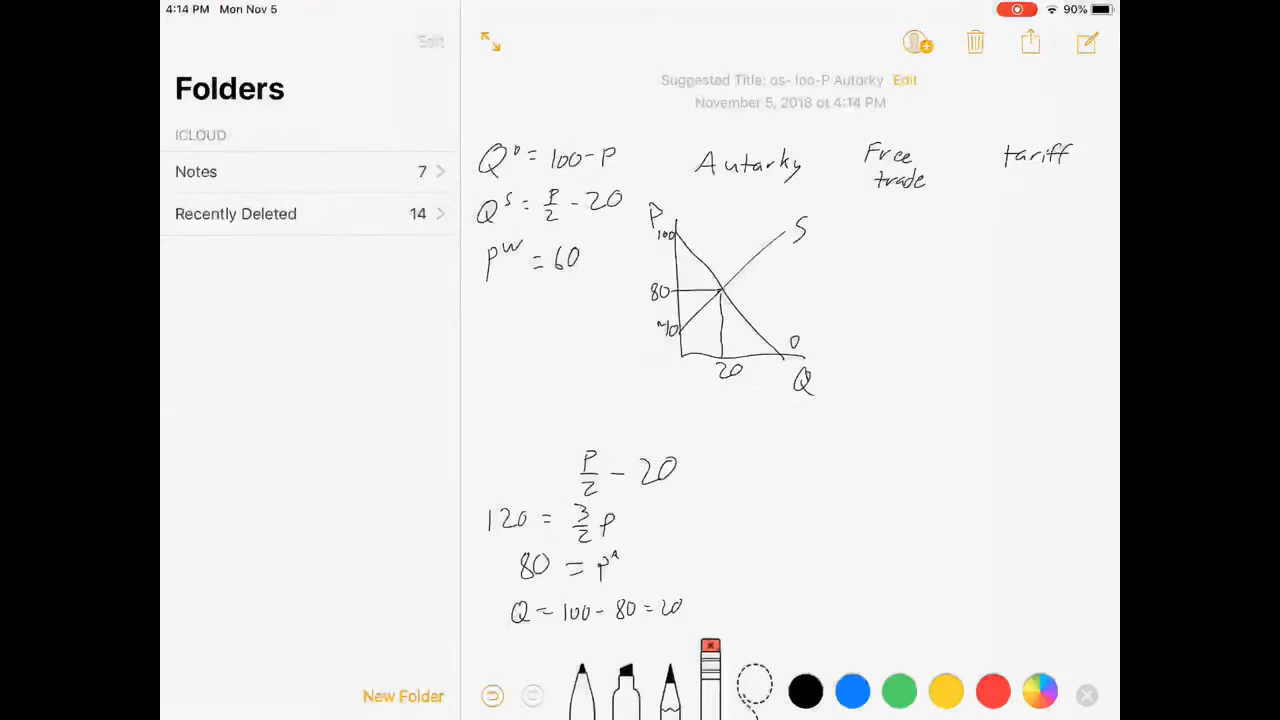 4:14 PM Mon Nov 5
90%
Edit
Folders
ICLOUD
Notes 7
Recently Deleted 14
New Folder
Suggested Title: as- loo-P Autarky Edit
November 5, 2018 at 4:14 PM
Q^D = 100-P
Q^S = P/2 - 20
P^W = 60
Autarky
Free
trade
tariff
P
100
80
40
S
D
20
Q
P/2 - 20
120 = 3/2 P
80 = P^A
Q = 100 - 80 = 20